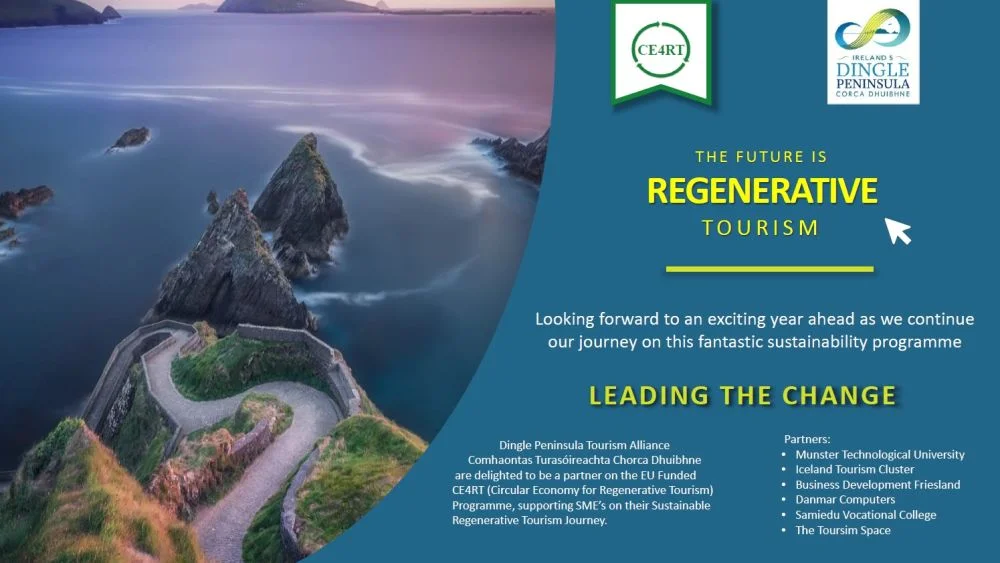 CE4RT
IRELAND'S
DINGLE
PENINSULA
CORCA DHUIBHNE
THE FUTURE IS
REGENERATIVE
TOURISM
Looking forward to an exciting year ahead as we continue
our journey on this fantastic sustainability programme
LEADING THE CHANGE
Dingle Peninsula Tourism Alliance
Comhaontas Turasóireachta Chorca Dhuibhne
are delighted to be a partner on the EU Funded
CE4RT (Circular Economy for Regenerative Tourism)
Programme, supporting SME's on their Sustainable
Regenerative Tourism Journey.
Partners:
• Munster Technological University
• Iceland Tourism Cluster
• Business Development Friesland
• Danmar Computers
• Samiedu Vocational College
• The Toursim Space